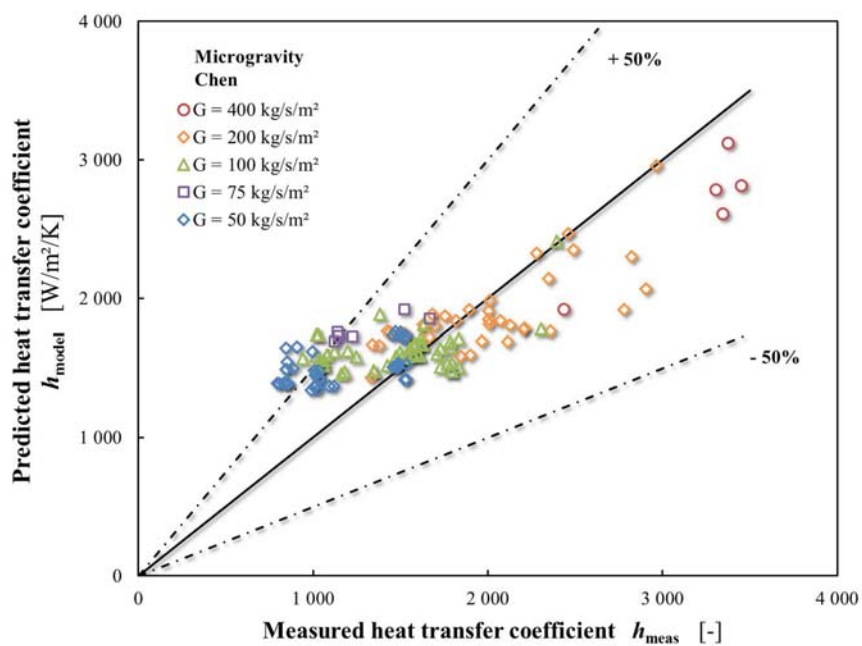 4 000
3 000
2 000
1 000
0
Predicted heat transfer coefficient
hmodel [W/m²/K]
Microgravity
Chen
G = 400 kg/s/m²
G = 200 kg/s/m²
G = 100 kg/s/m²
G = 75 kg/s/m²
G = 50 kg/s/m²
+ 50%
- 50%
0 1 000 2 000 3 000 4 000
Measured heat transfer coefficient hmeas [-]